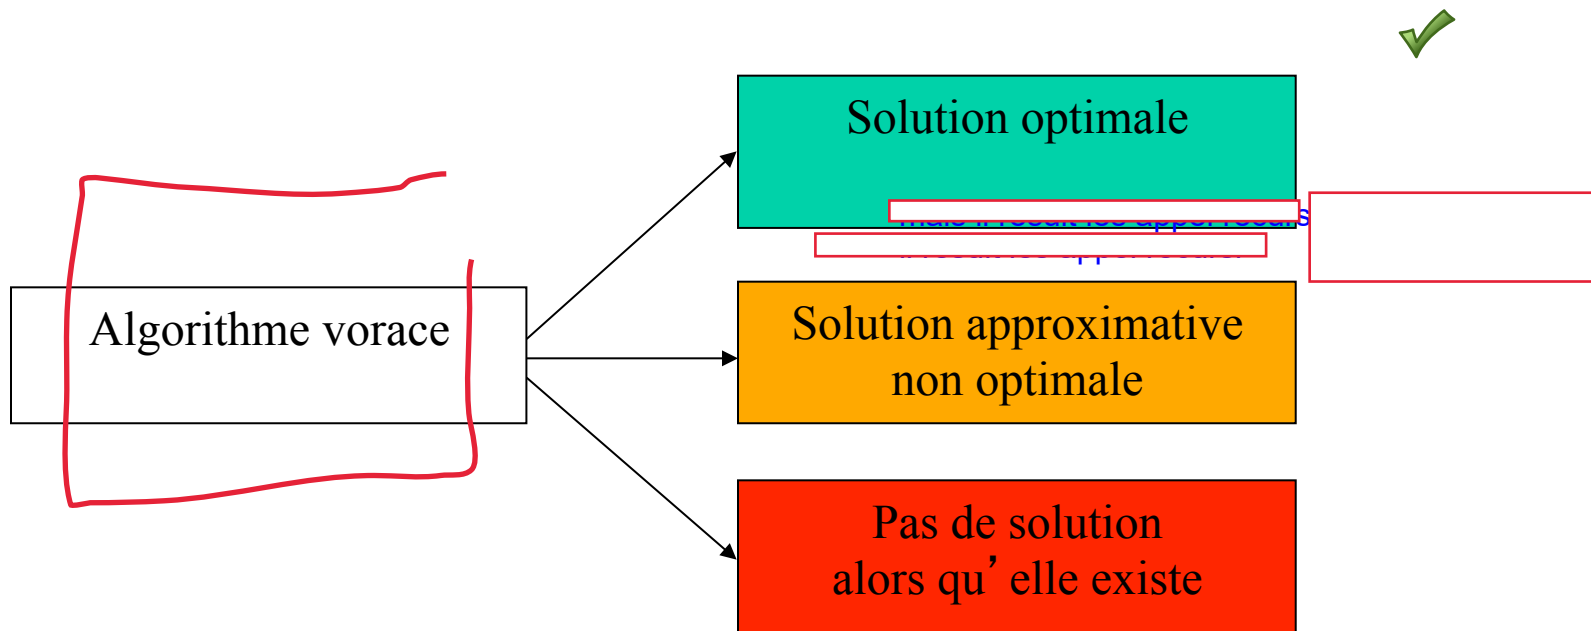 Solution optimale
Algorithme vorace
Solution approximative
non optimale
Pas de solution
alors qu’ elle existe